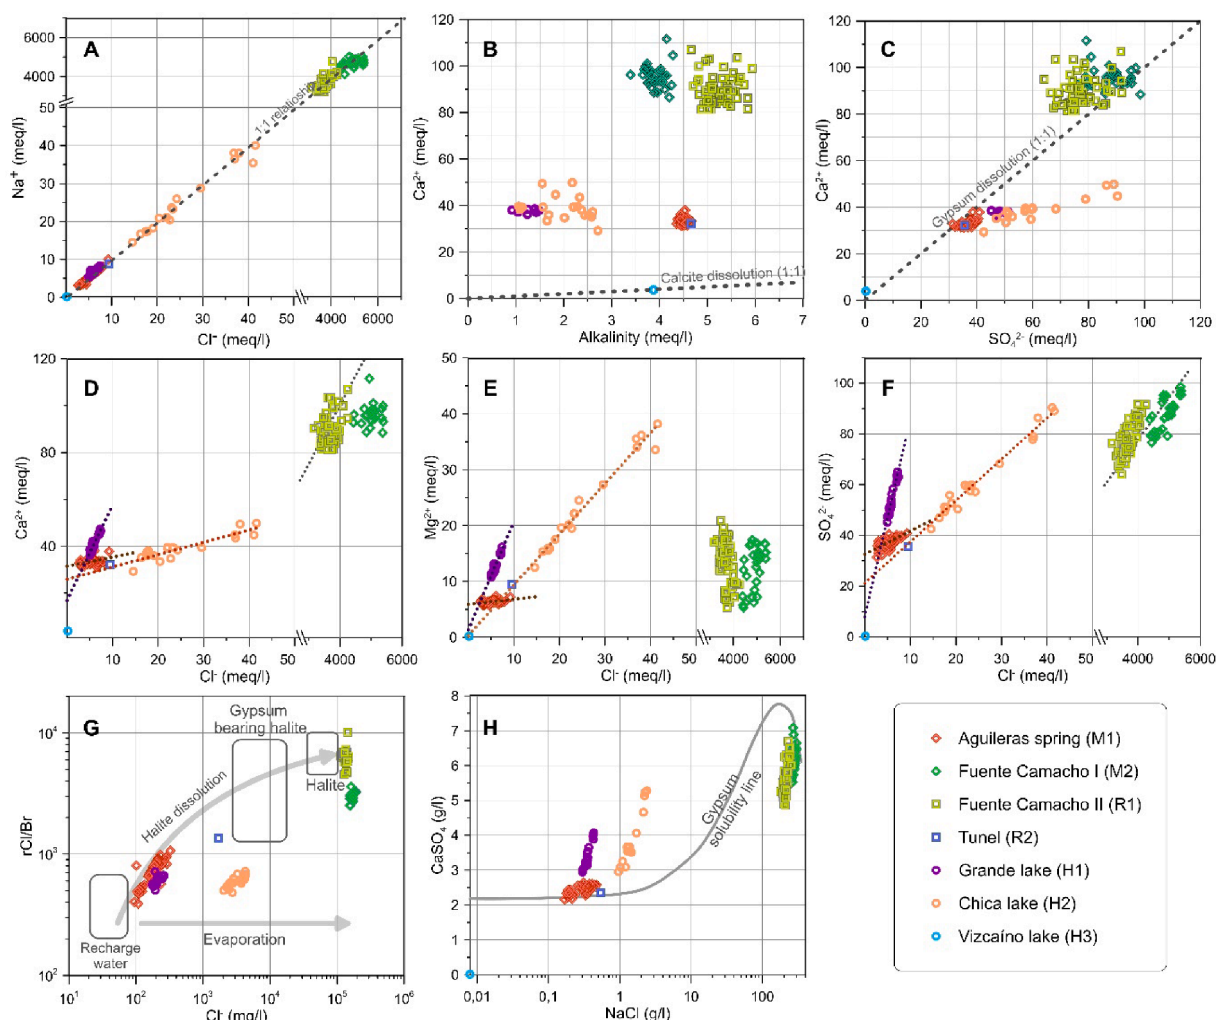 A
6000
4000
50
40
30
20
10
0
Na⁺ (meq/l)
1:1 relationship
0 10 20 30 40 50 4000 6000
Cl⁻ (meq/l)
B
120
100
80
60
40
20
0
Ca²⁺ (meq/l)
Calcite dissolution (1:1)
0 1 2 3 4 5 6 7
Alkalinity (meq/l)
C
120
100
80
60
40
20
0
Ca²⁺ (meq/l)
Gypsum dissolution (1:1)
0 20 40 60 80 100 120
SO₄²⁻ (meq/l)
D
120
80
40
0
Ca²⁺ (meq/l)
10 20 30 40 50 4000 6000
Cl⁻ (meq/l)
E
50
40
30
20
10
0
Mg²⁺ (meq/l)
0 10 20 30 40 50 4000 6000
Cl⁻ (meq/l)
F
100
80
60
40
20
0
SO₄²⁻ (meq/l)
0 10 20 30 40 50 4000 6000
Cl⁻ (meq/l)
G
10⁴
10³
10²
rCl/Br
Gypsum
bearing halite
Halite
Halite dissolution
Recharge
water
Evaporation
10¹ 10² 10³ 10⁴ 10⁵ 10⁶
Cl⁻ (mg/l)
H
8
7
6
5
4
3
2
1
0
CaSO₄ (g/l)
Gypsum
solubility line
0,01 0,1 1 10 100
NaCl (g/l)
Aguileras spring (M1)
Fuente Camacho I (M2)
Fuente Camacho II (R1)
Tunel (R2)
Grande lake (H1)
Chica lake (H2)
Vizcaíno lake (H3)